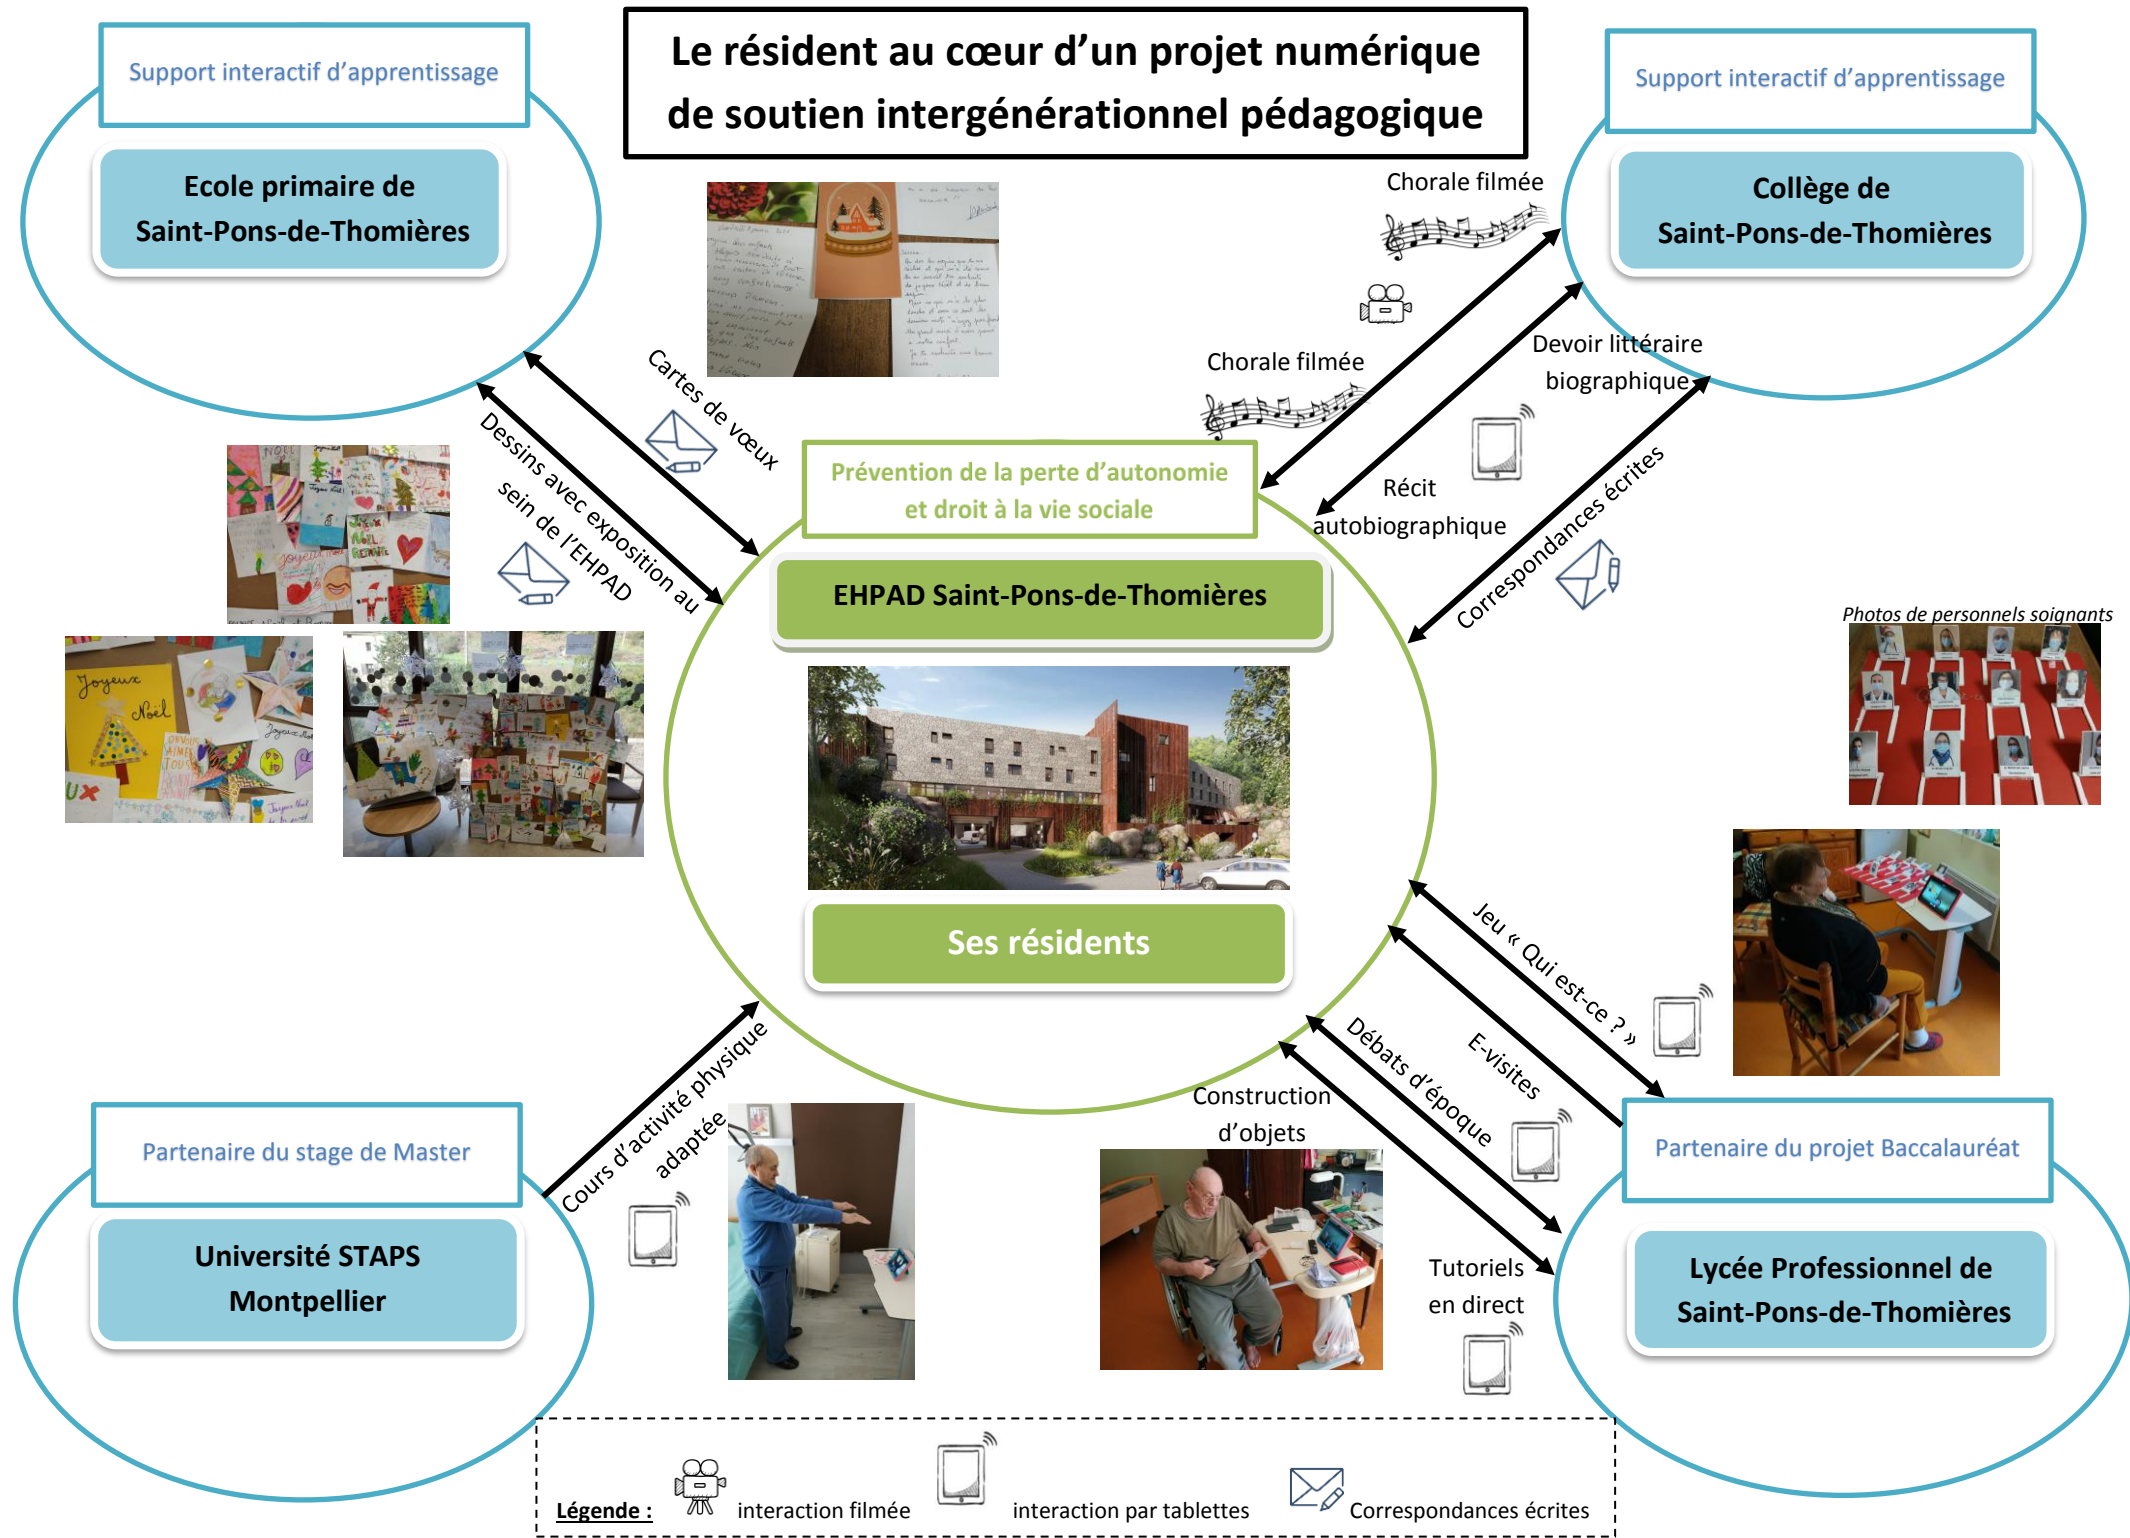 Le résident au cœur d’un projet numérique
de soutien intergénérationnel pédagogique
Support interactif d’apprentissage
Ecole primaire de
Saint-Pons-de-Thomières
Support interactif d’apprentissage
Collège de
Saint-Pons-de-Thomières
Chorale filmée
Chorale filmée
Devoir littéraire
biographique
Récit
autobiographique
Correspondances écrites
Cartes de vœux
Dessins avec exposition au
sein de l’EHPAD
Joyeux
Noël
Prévention de la perte d’autonomie
et droit à la vie sociale
EHPAD Saint-Pons-de-Thomières
Ses résidents
Photos de personnels soignants
Jeu « Qui est-ce ? »
E-visites
Débats d’époque
Construction
d’objets
Tutoriels
en direct
Cours d’activité physique
adaptée
Partenaire du stage de Master
Université STAPS
Montpellier
Partenaire du projet Baccalauréat
Lycée Professionnel de
Saint-Pons-de-Thomières
Légende :
interaction filmée
interaction par tablettes
Correspondances écrites